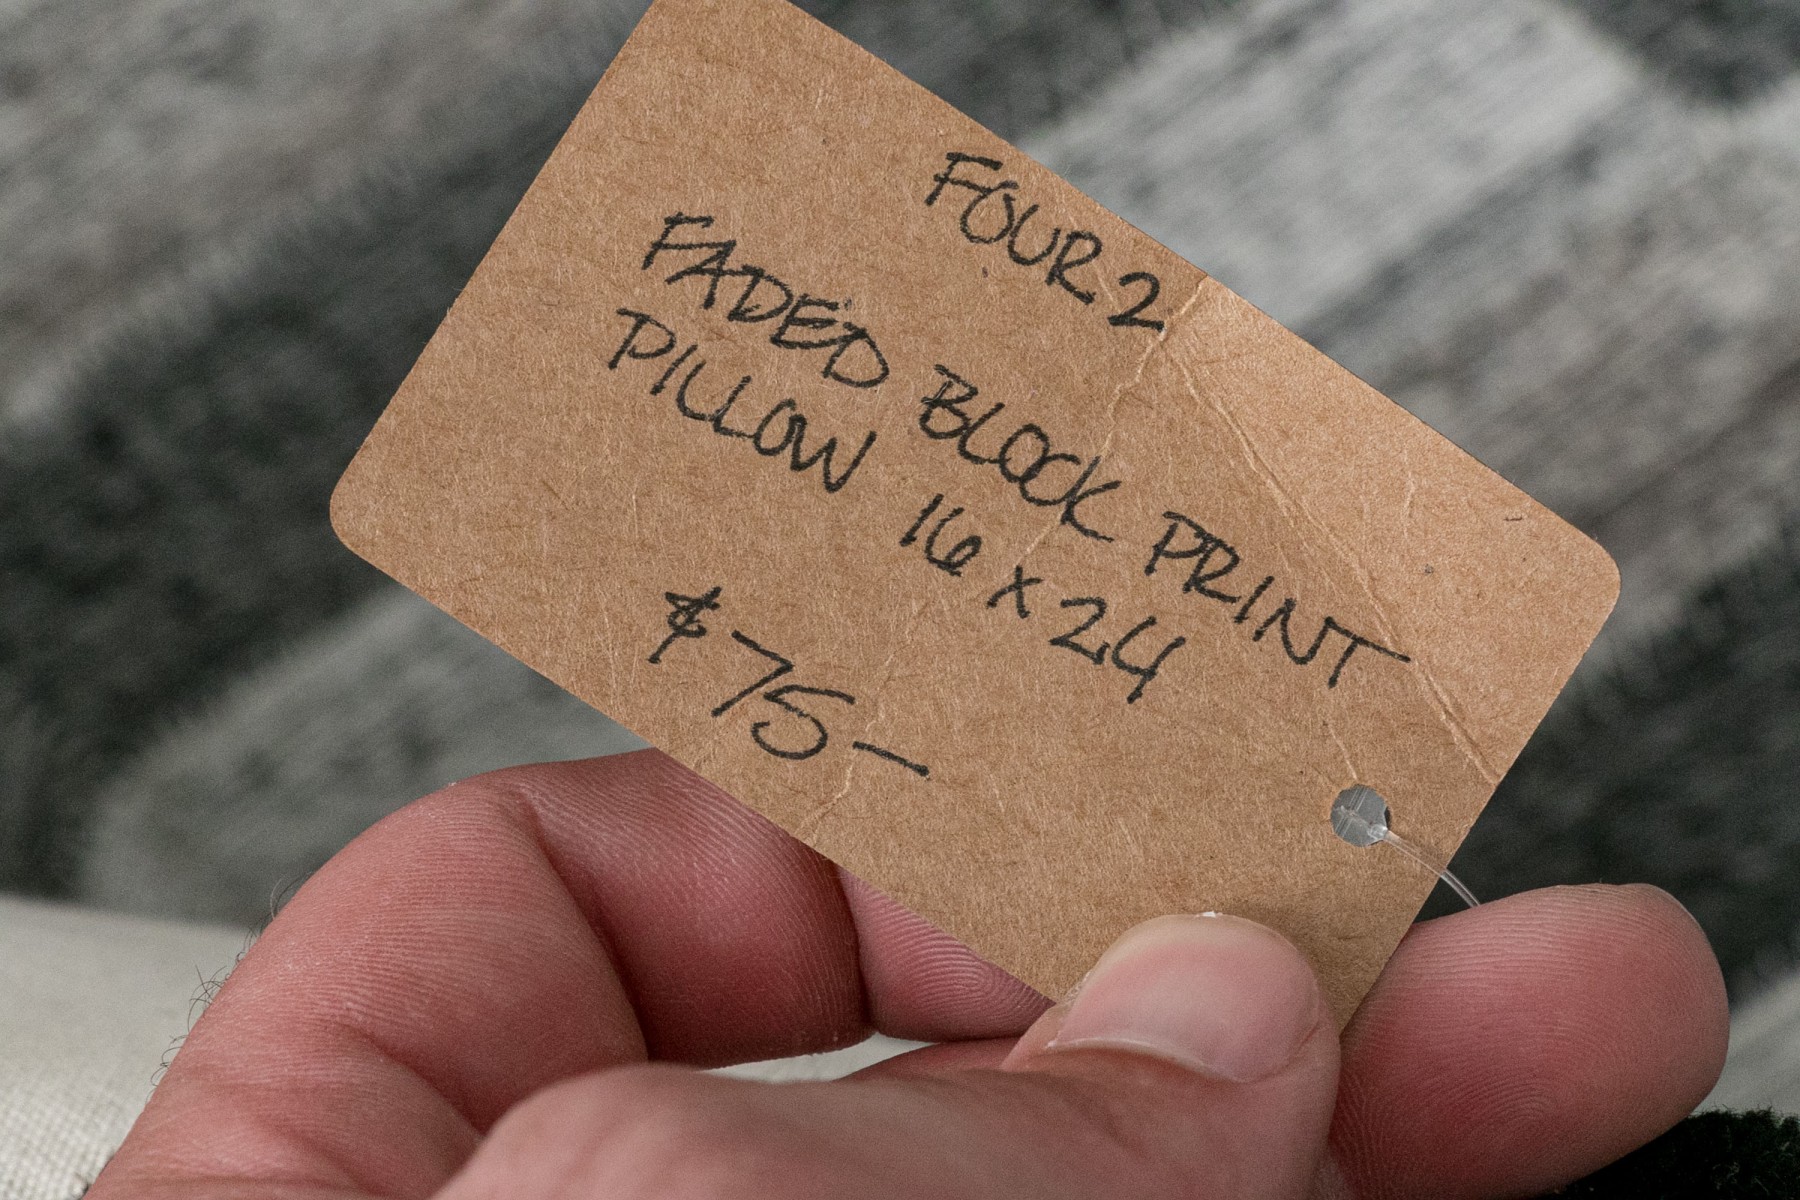 FOUR 2
FADED BLOCK PRINT
PILLOW 16 x 24
$75-